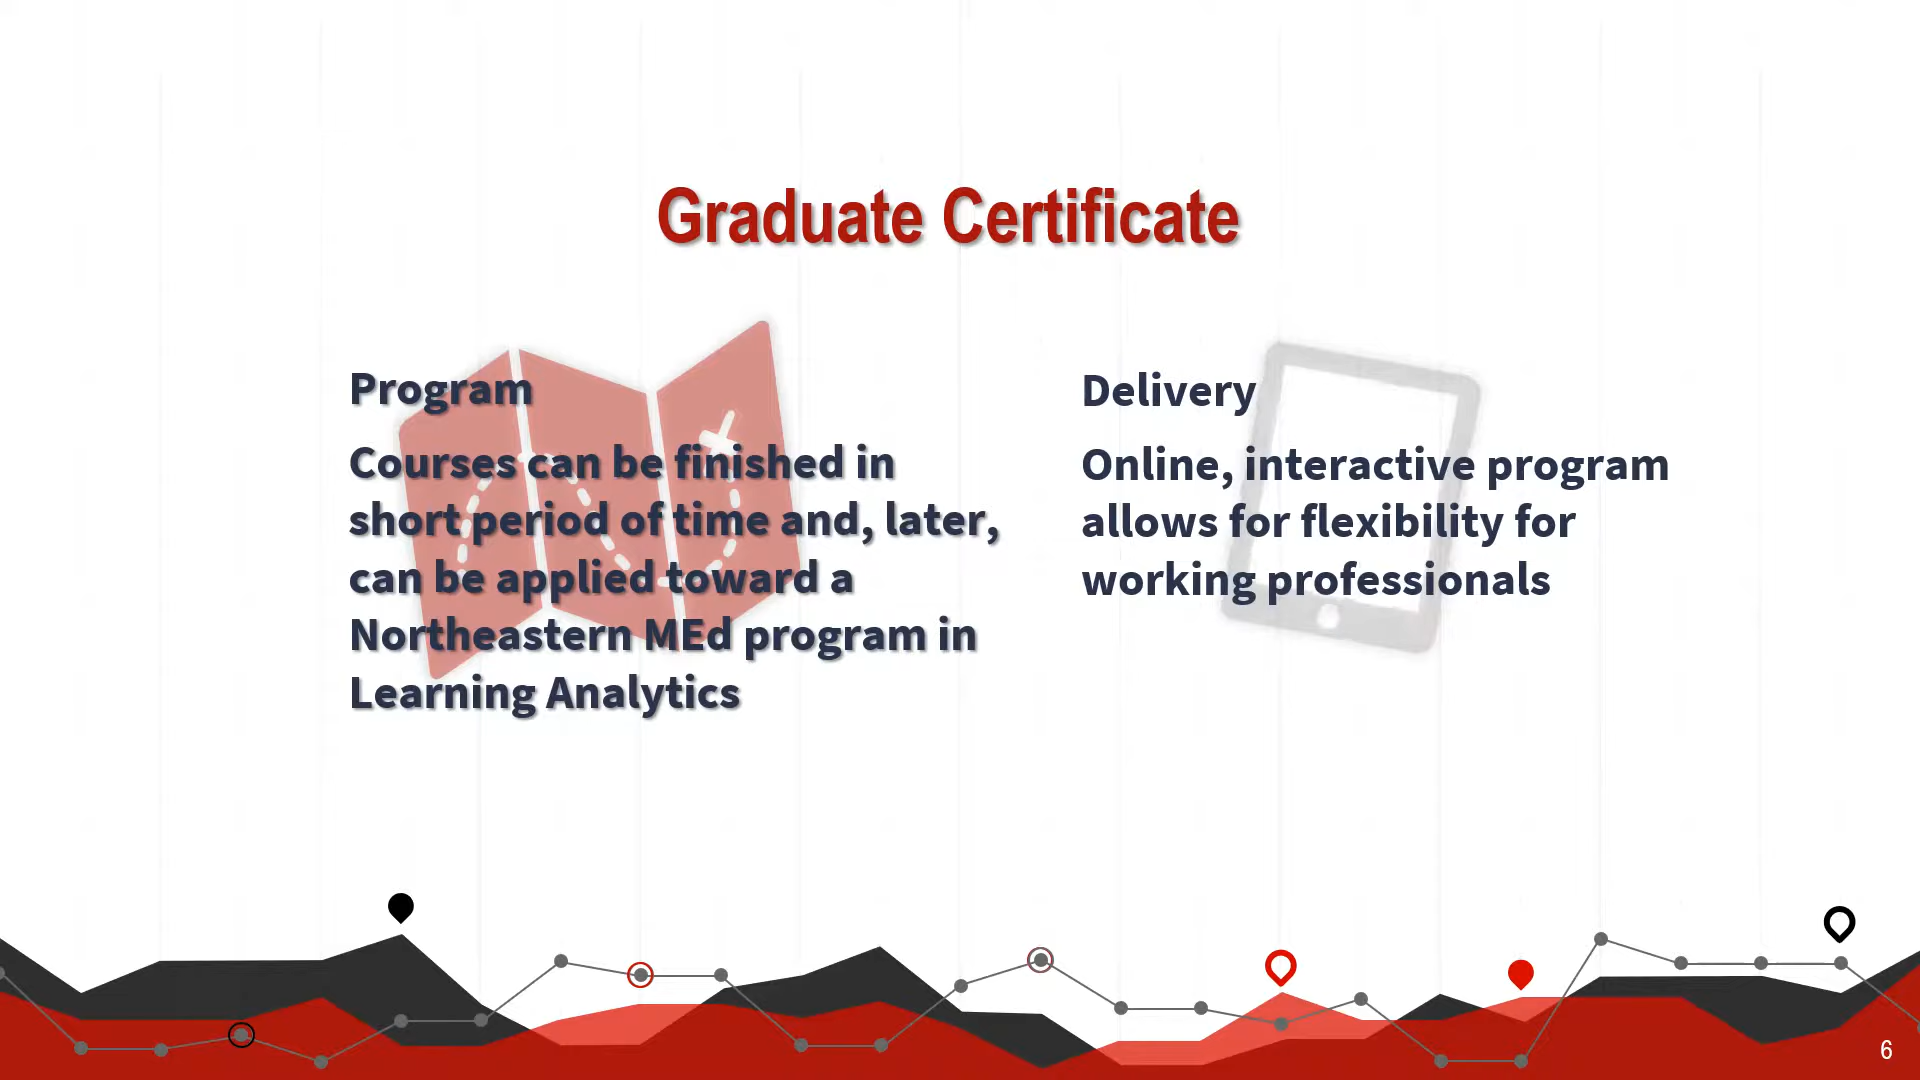 Graduate Certificate
Program
Courses can be finished in
short period of time and, later,
can be applied toward a
Northeastern MEd program in
Learning Analytics
Delivery
Online, interactive program
allows for flexibility for
working professionals
6